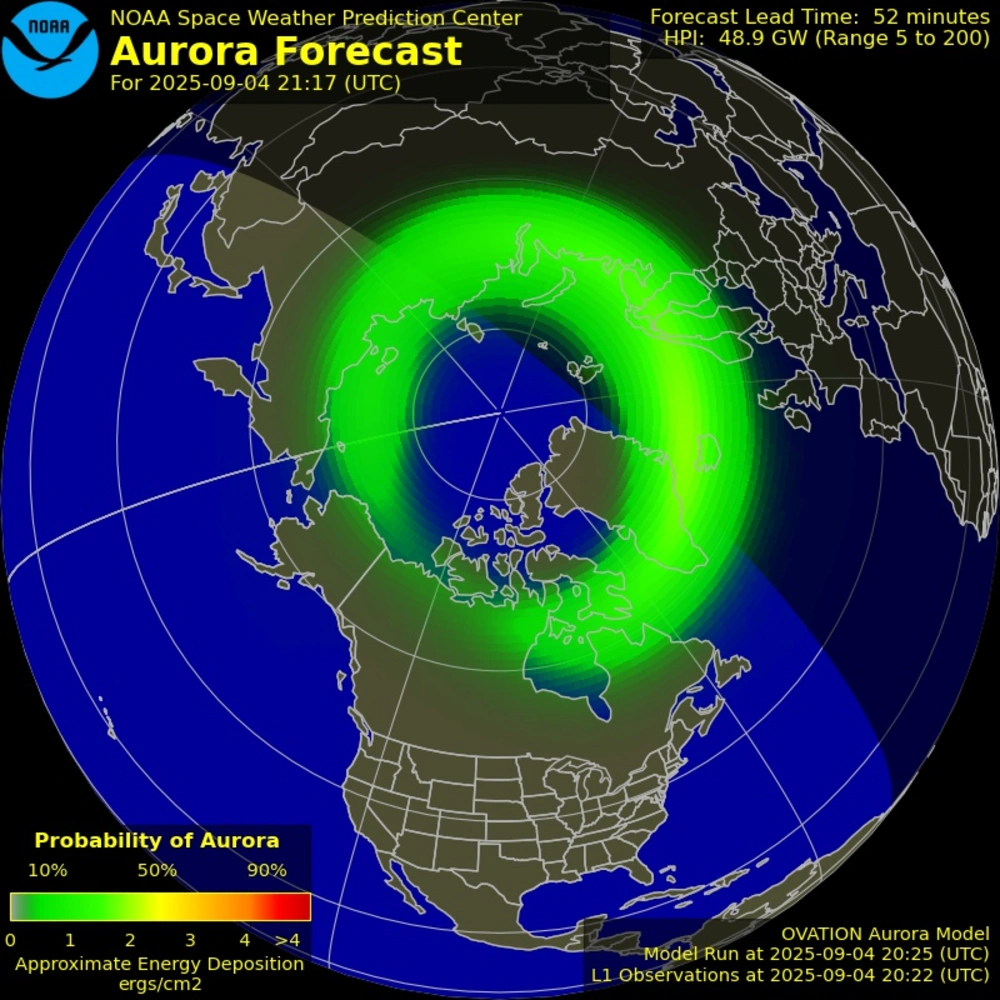 NOAA
NOAA Space Weather Prediction Center
Aurora Forecast
For 2025-09-04 21:17 (UTC)
Forecast Lead Time: 52 minutes
HPI: 48.9 GW (Range 5 to 200)
Probability of Aurora
10% 50% 90%
0 1 2 3 4 >4
Approximate Energy Deposition
ergs/cm2
OVATION Aurora Model
Model Run at 2025-09-04 20:25 (UTC)
L1 Observations at 2025-09-04 20:22 (UTC)